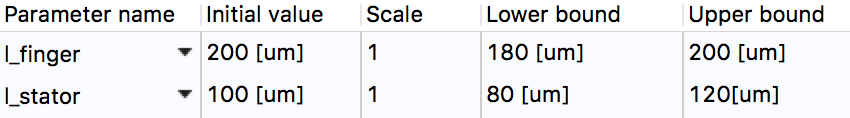 Parameter name Initial value Scale Lower bound Upper bound
l_finger 200 [um] 1 180 [um] 200 [um]
l_stator 100 [um] 1 80 [um] 120[um]